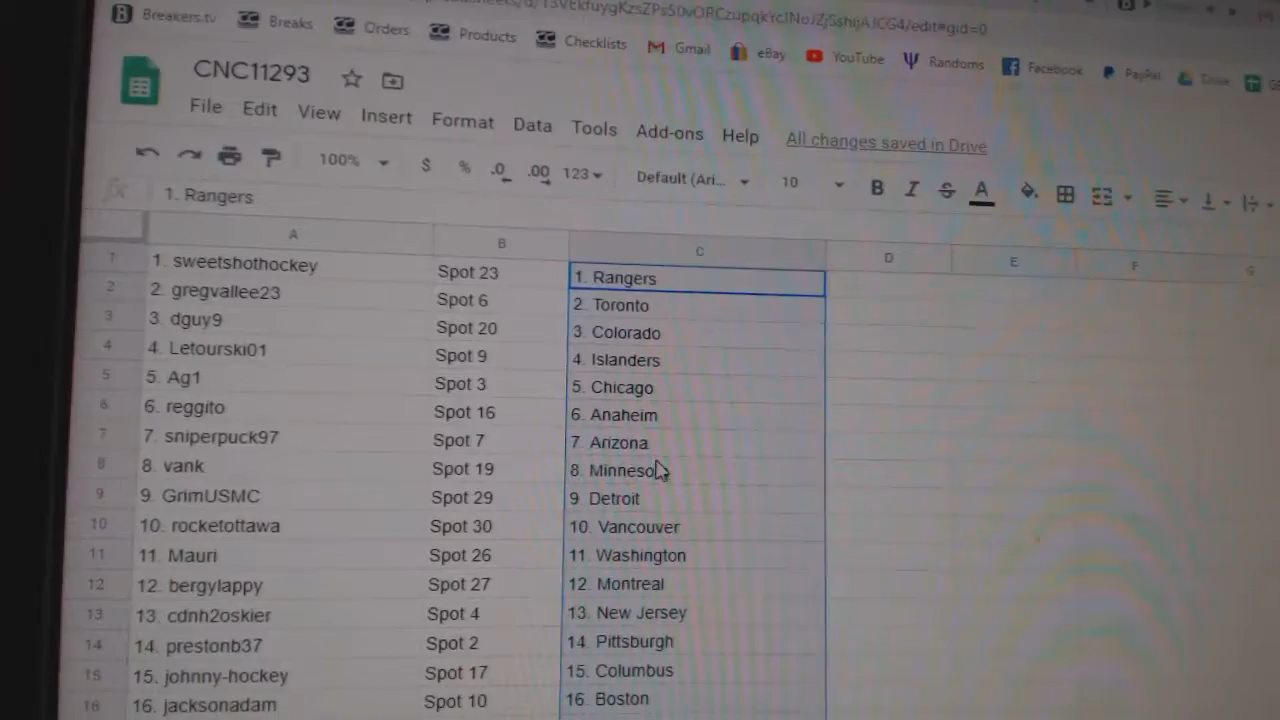 Breakers.tv Breaks Orders Products Checklists Gmail eBay YouTube Randoms Facebook PayPal Drive
CNC11293
File Edit View Insert Format Data Tools Add-ons Help All changes saved in Drive
100% $ % .0 .00 123 Default (Ari... 10 B I S A
fx 1. Rangers
A B C D E F G
1 1. sweetshothockey Spot 23 1. Rangers
2 2. gregvallee23 Spot 6 2. Toronto
3 3. dguy9 Spot 20 3. Colorado
4 4. Letourski01 Spot 9 4. Islanders
5 5. Ag1 Spot 3 5. Chicago
6 6. reggito Spot 16 6. Anaheim
7 7. sniperpuck97 Spot 7 7. Arizona
8 8. vank Spot 19 8. Minneso
9 9. GrimUSMC Spot 29 9. Detroit
10 10. rocketottawa Spot 30 10. Vancouver
11 11. Mauri Spot 26 11. Washington
12 12. bergylappy Spot 27 12. Montreal
13 13. cdnh2oskier Spot 4 13. New Jersey
14 14. prestonb37 Spot 2 14. Pittsburgh
15 15. johnny-hockey Spot 17 15. Columbus
16 16. jacksonadam Spot 10 16. Boston